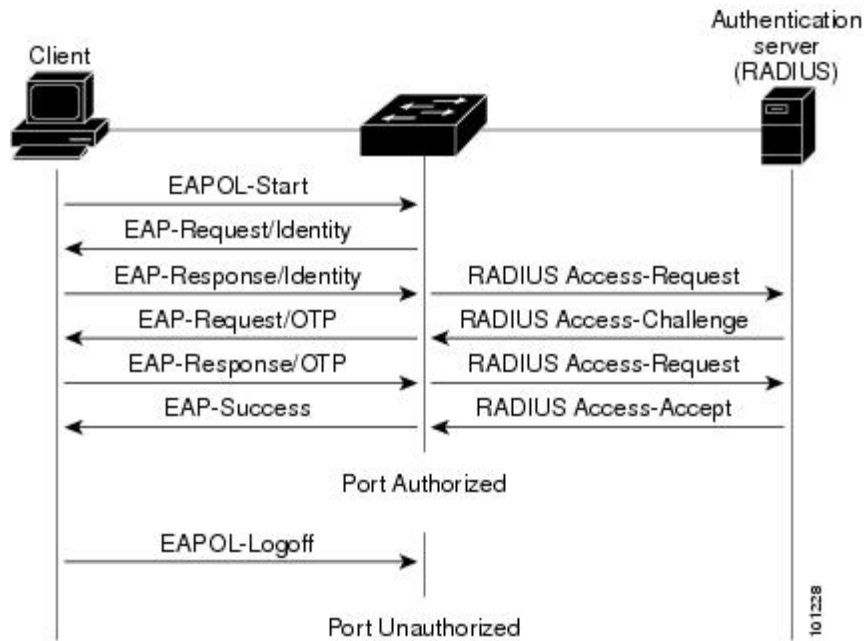 Client
Authentication
server
(RADIUS)
EAPOL-Start
EAP-Request/Identity
EAP-Response/Identity
RADIUS Access-Request
EAP-Request/OTP
RADIUS Access-Challenge
EAP-Response/OTP
RADIUS Access-Request
EAP-Success
RADIUS Access-Accept
Port Authorized
EAPOL-Logoff
Port Unauthorized
101228